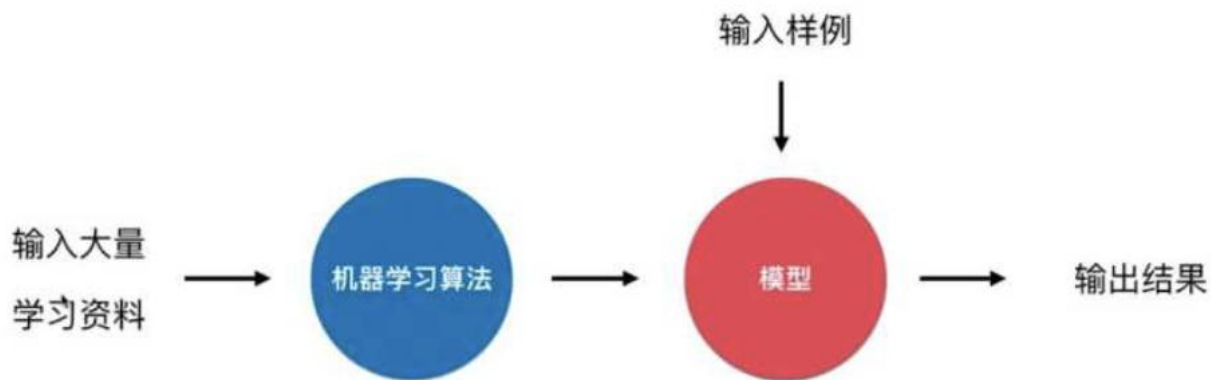 输入样例
输入大量
学习资料
机器学习算法
模型
输出结果